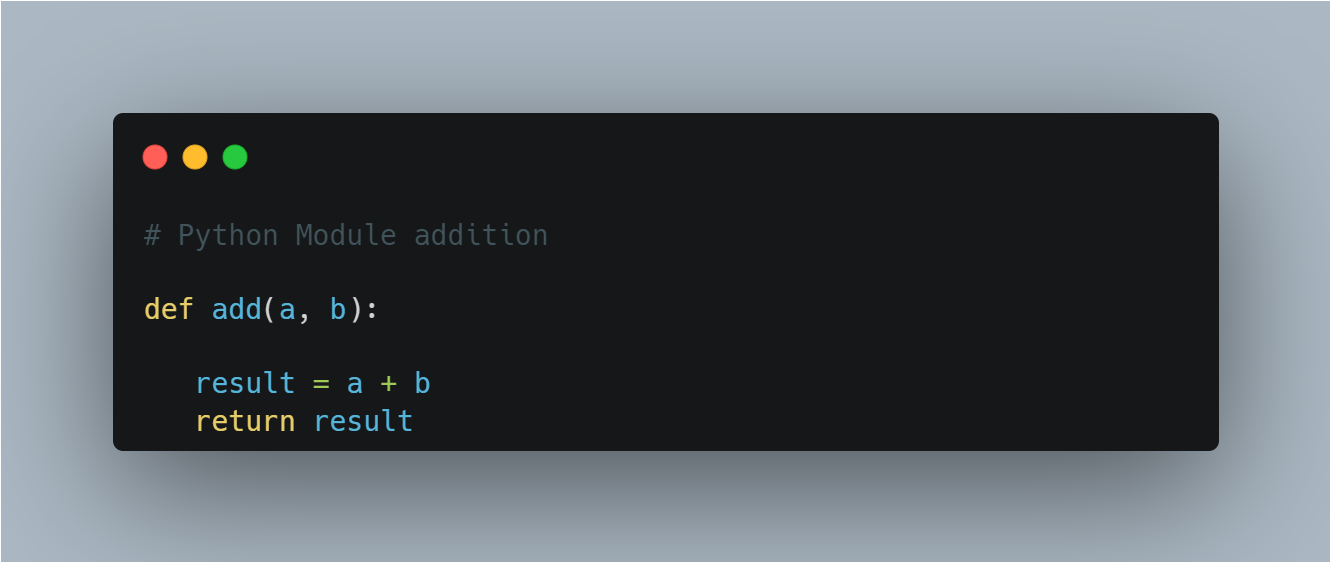 # Python Module addition
def add(a, b):
result = a + b
return result